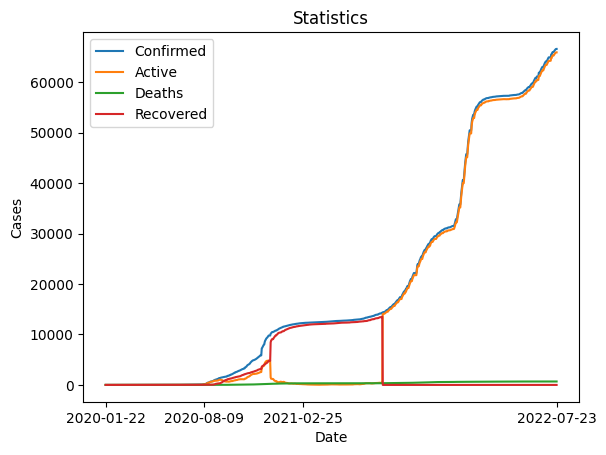 Statistics
Confirmed
Active
Deaths
Recovered
Cases
60000
50000
40000
30000
20000
10000
0
2020-01-22 2020-08-09 2021-02-25 2022-07-23
Date